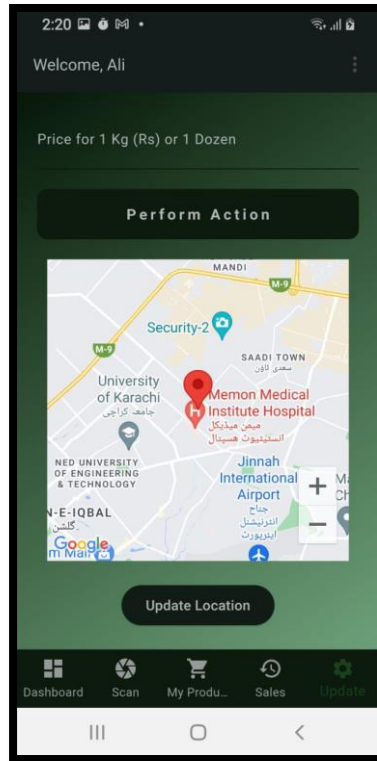 2:20
Welcome, Ali
Price for 1 Kg (Rs) or 1 Dozen
Perform Action
MANDI
M-9
Security-2
M-9
SAADI TOWN
سعدی ٹاؤن
University
of Karachi
جامعہ کراچی
Memon Medical
Institute Hospital
میمن میڈیکل
انسٹیٹیوٹ ہسپتال
NED UNIVERSITY
OF ENGINEERING
& TECHNOLOGY
Jinnah
International
Airport
جناح
انٹرنیشنل
ایئرپورٹ
N-E-IQBAL
گلشن
Google
+
−
Update Location
Dashboard
Scan
My Produ...
Sales
Update